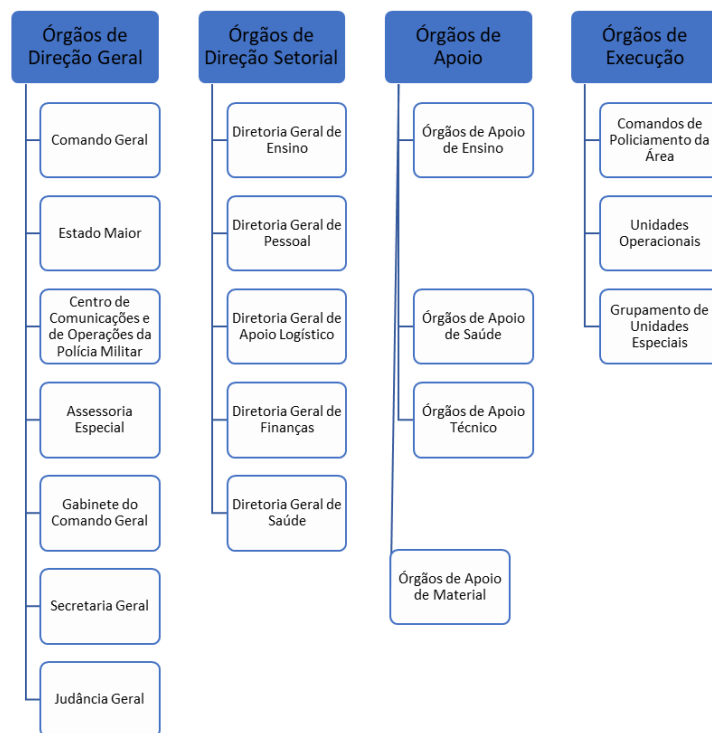 Órgãos de
Direção Geral
Comando Geral
Estado Maior
Centro de
Comunicações e
de Operações da
Polícia Militar
Assessoria
Especial
Gabinete do
Comando Geral
Secretaria Geral
Judância Geral
Órgãos de
Direção Setorial
Diretoria Geral de
Ensino
Diretoria Geral de
Pessoal
Diretoria Geral de
Apoio Logístico
Diretoria Geral de
Finanças
Diretoria Geral de
Saúde
Órgãos de
Apoio
Órgãos de Apoio
de Ensino
Órgãos de Apoio
de Saúde
Órgãos de Apoio
Técnico
Órgãos de Apoio
de Material
Órgãos de
Execução
Comandos de
Policiamento da
Área
Unidades
Operacionais
Grupamento de
Unidades
Especiais